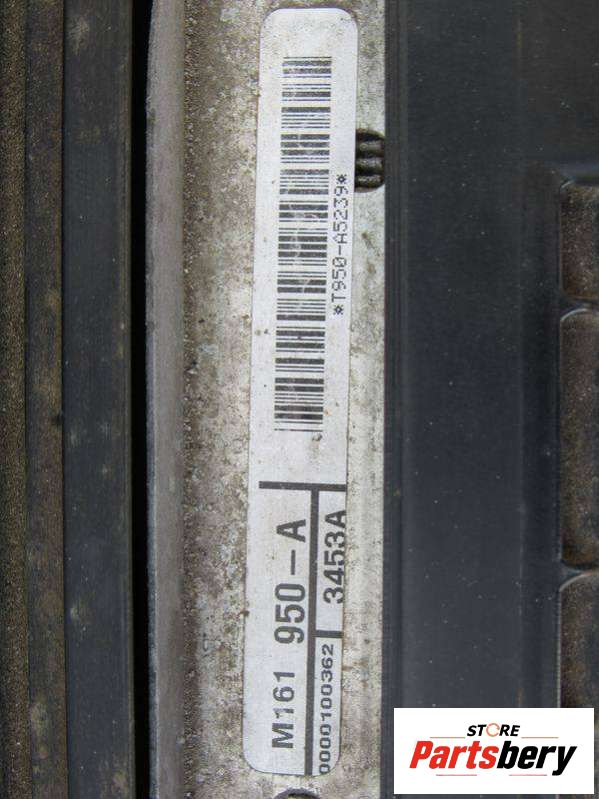 *T950-A5239*
M161 950-A
3453A
0000100362
STORE
Partsbery